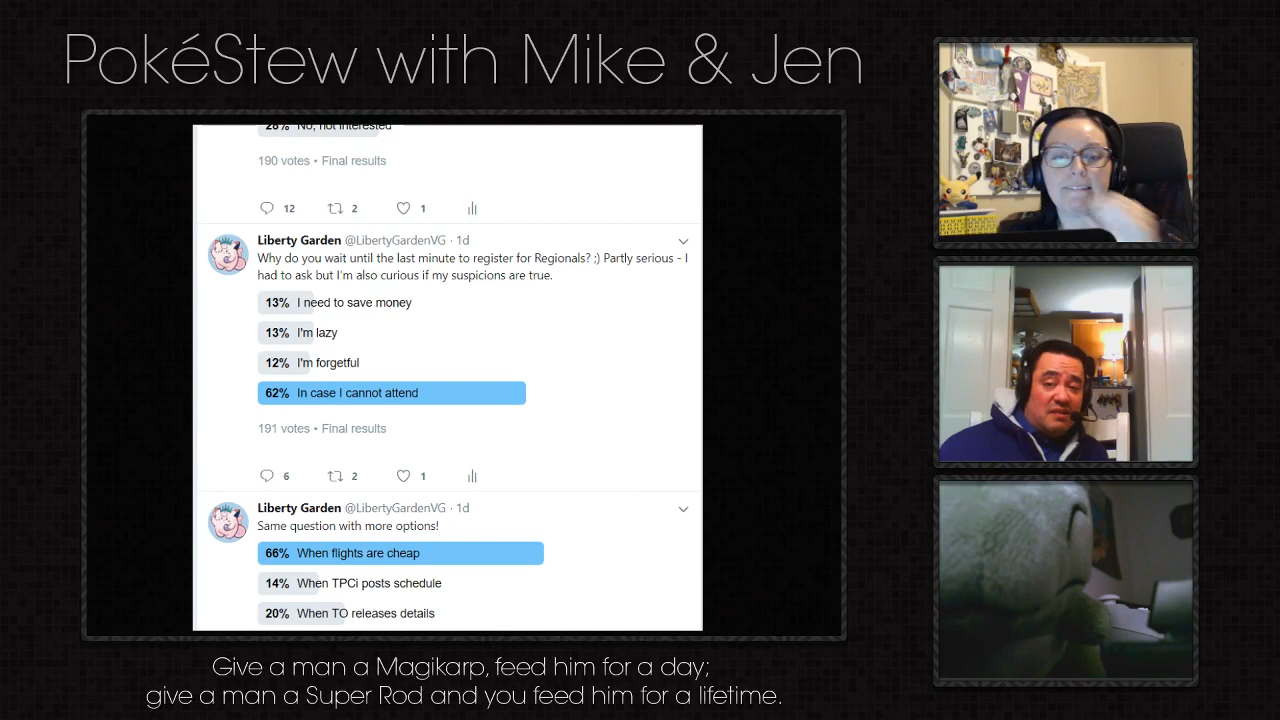 PokéStew with Mike & Jen
28% No, not interested
190 votes • Final results
12 2 1
Liberty Garden @LibertyGardenVG · 1d
Why do you wait until the last minute to register for Regionals? ;) Partly serious - I
had to ask but I'm also curious if my suspicions are true.
13% I need to save money
13% I'm lazy
12% I'm forgetful
62% In case I cannot attend
191 votes • Final results
6 2 1
Liberty Garden @LibertyGardenVG · 1d
Same question with more options!
66% When flights are cheap
14% When TPCi posts schedule
20% When TO releases details
Give a man a Magikarp, feed him for a day;
give a man a Super Rod and you feed him for a lifetime.